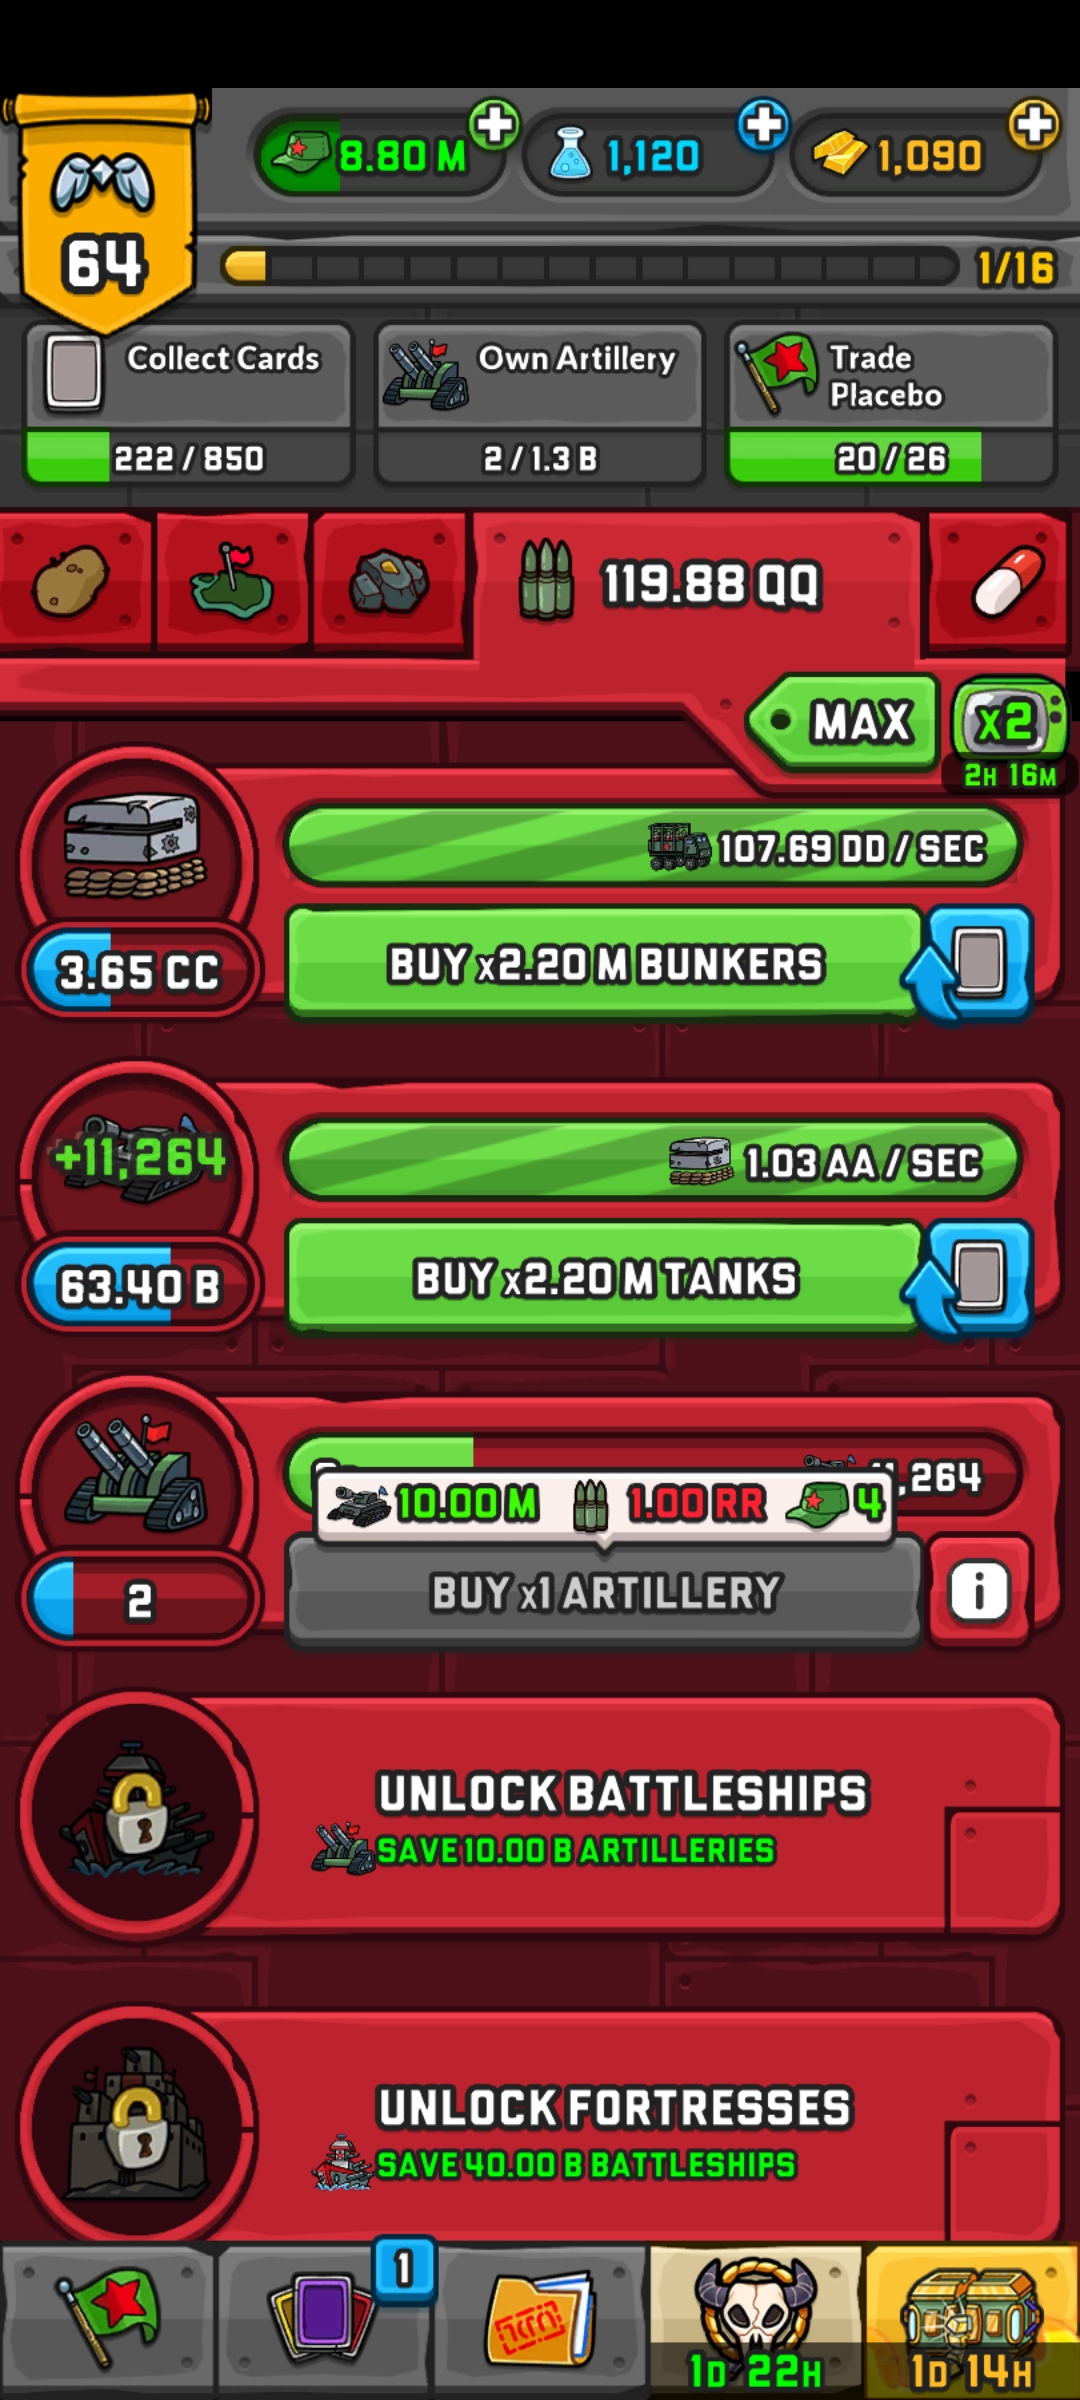 8.80 M
1,120
1,090
64
1/16
Collect Cards
222 / 850
Own Artillery
2 / 1.3 B
Trade
Placebo
20 / 26
119.88 QQ
MAX
x2
2H 16M
107.69 DD / SEC
3.65 CC
BUY x2.20 M BUNKERS
+11,264
1.03 AA / SEC
63.40 B
BUY x2.20 M TANKS
,264
10.00 M
1.00 RR
4
2
BUY x1 ARTILLERY
i
UNLOCK BATTLESHIPS
SAVE 10.00 B ARTILLERIES
UNLOCK FORTRESSES
SAVE 40.00 B BATTLESHIPS
1
1D 22H
1D 14H